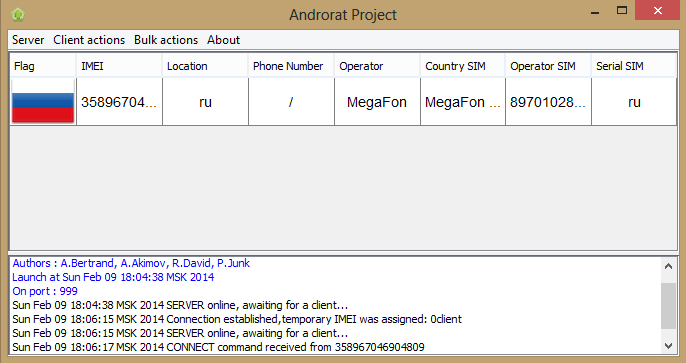 Androrat Project
Server Client actions Bulk actions About
Flag IMEI Location Phone Number Operator Country SIM Operator SIM Serial SIM
35896704... ru / MegaFon MegaFon ... 89701028... ru
Authors : A.Bertrand, A.Akimov, R.David, P.Junk
Launch at Sun Feb 09 18:04:38 MSK 2014
On port : 999
Sun Feb 09 18:04:38 MSK 2014 SERVER online, awaiting for a client...
Sun Feb 09 18:06:15 MSK 2014 Connection established,temporary IMEI was assigned: 0client
Sun Feb 09 18:06:15 MSK 2014 SERVER online, awaiting for a client...
Sun Feb 09 18:06:17 MSK 2014 CONNECT command received from 358967046904809